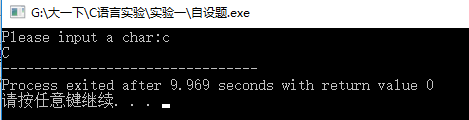 G:\大一下\C语言实验\实验一\自设题.exe
Please input a char:c
C
--------------------------------
Process exited after 9.969 seconds with return value 0
请按任意键继续. . .